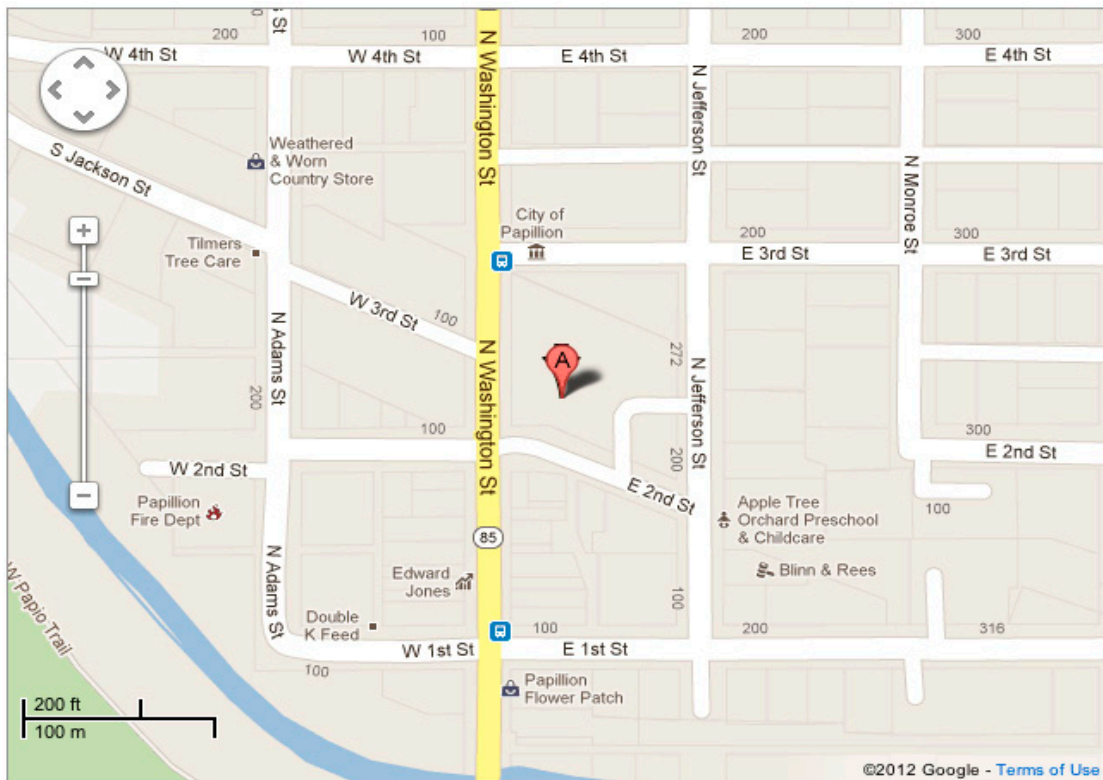 200
100
200
300
s St
W 4th St
W 4th St
E 4th St
E 4th St
N Washington St
N Jefferson St
S Jackson St
Weathered
& Worn
Country Store
N Monroe St
City of
Papillion
200
300
Tilmers
Tree Care
E 3rd St
E 3rd St
+
W 3rd St
100
N Adams St
N Washington St
A
272
N Jefferson St
200
100
300
E 2nd St
W 2nd St
200
E 2nd St
Papillion
Fire Dept
Apple Tree
Orchard Preschool
& Childcare
100
85
N Adams St
Edward
Jones
Blinn & Rees
W Papio Trail
100
Double
K Feed
100
200
316
W 1st St
E 1st St
100
Papillion
Flower Patch
200 ft
100 m
©2012 Google - Terms of Use